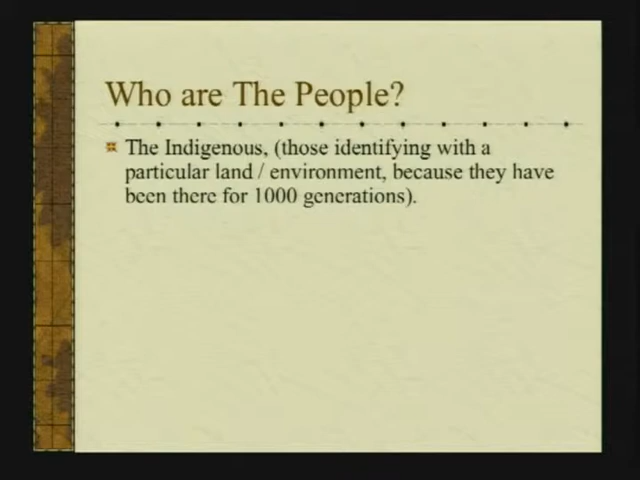 Who are The People?
The Indigenous, (those identifying with a
particular land / environment, because they have
been there for 1000 generations).